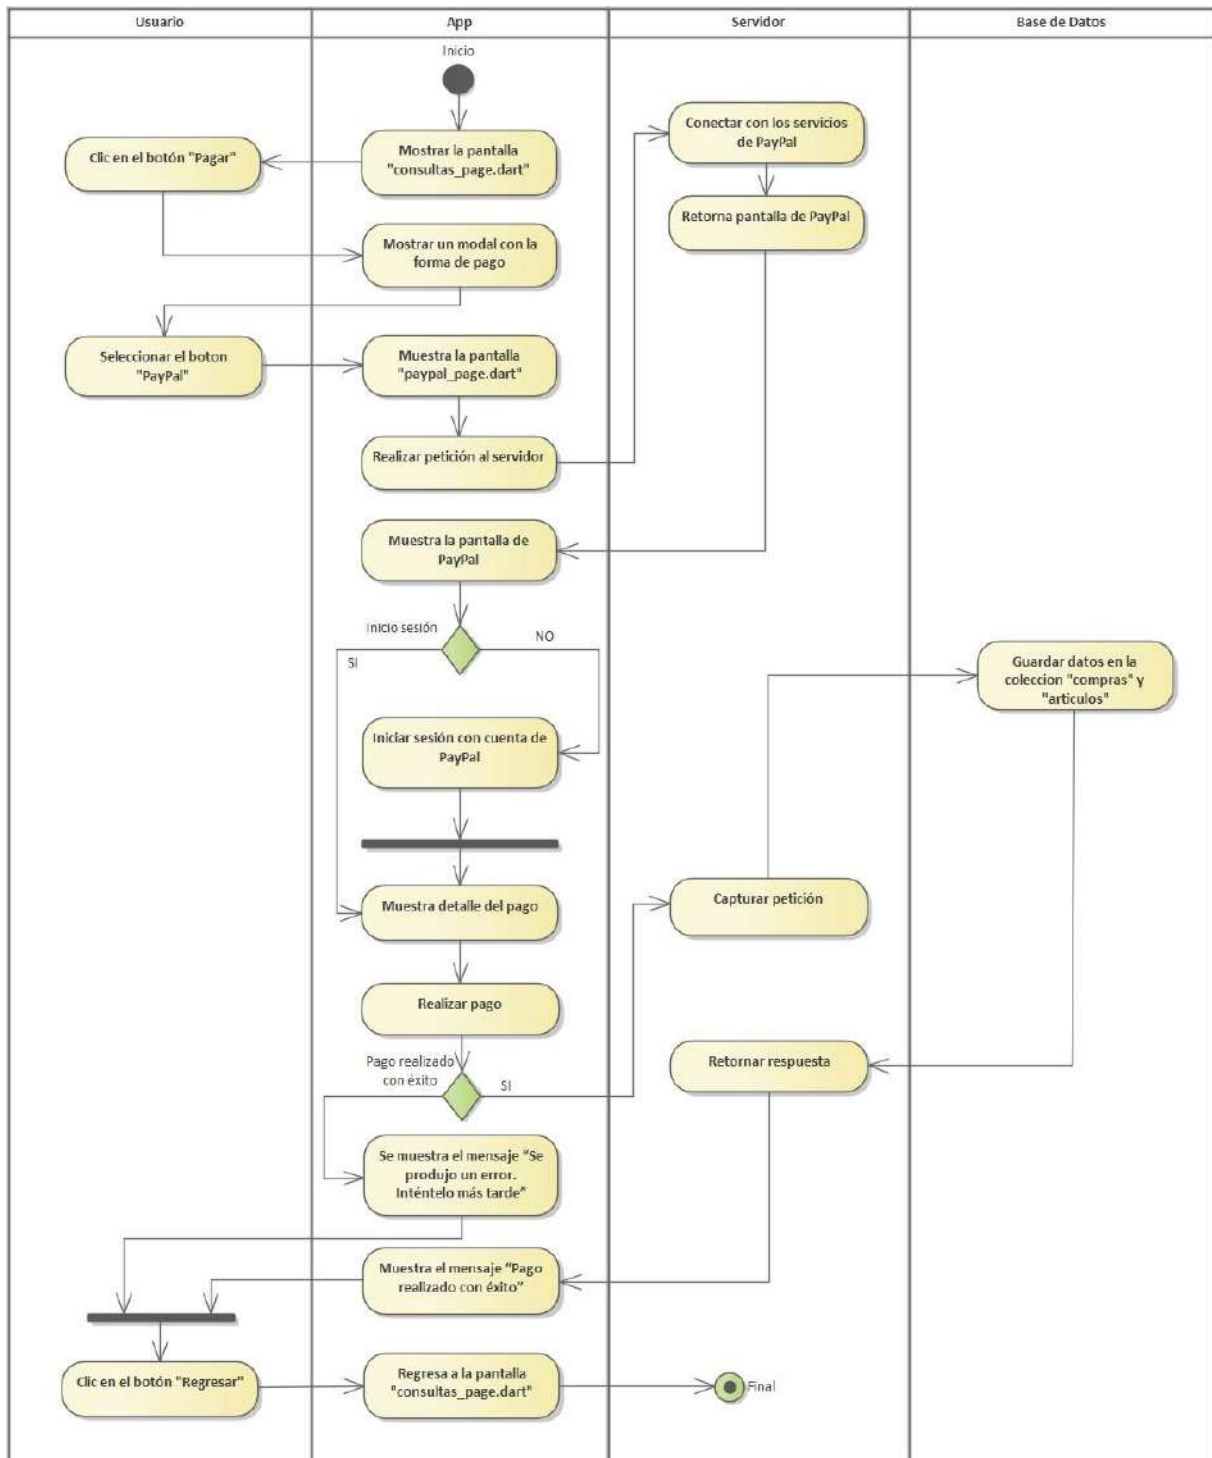 Usuario
App
Servidor
Base de Datos
Inicio
Conectar con los servicios
de PayPal
Clic en el botón "Pagar"
Mostrar la pantalla
"consultas_page.dart"
Retorna pantalla de PayPal
Mostrar un modal con la
forma de pago
Seleccionar el boton
"PayPal"
Muestra la pantalla
"paypal_page.dart"
Realizar petición al servidor
Muestra la pantalla de
PayPal
Inicio sesión
NO
SI
Guardar datos en la
coleccion "compras" y
"articulos"
Iniciar sesión con cuenta de
PayPal
Muestra detalle del pago
Capturar petición
Realizar pago
Pago realizado
con éxito
SI
Retornar respuesta
Se muestra el mensaje “Se
produjo un error.
Inténtelo más tarde”
Muestra el mensaje “Pago
realizado con éxito”
Clic en el botón "Regresar"
Regresa a la pantalla
"consultas_page.dart"
Final